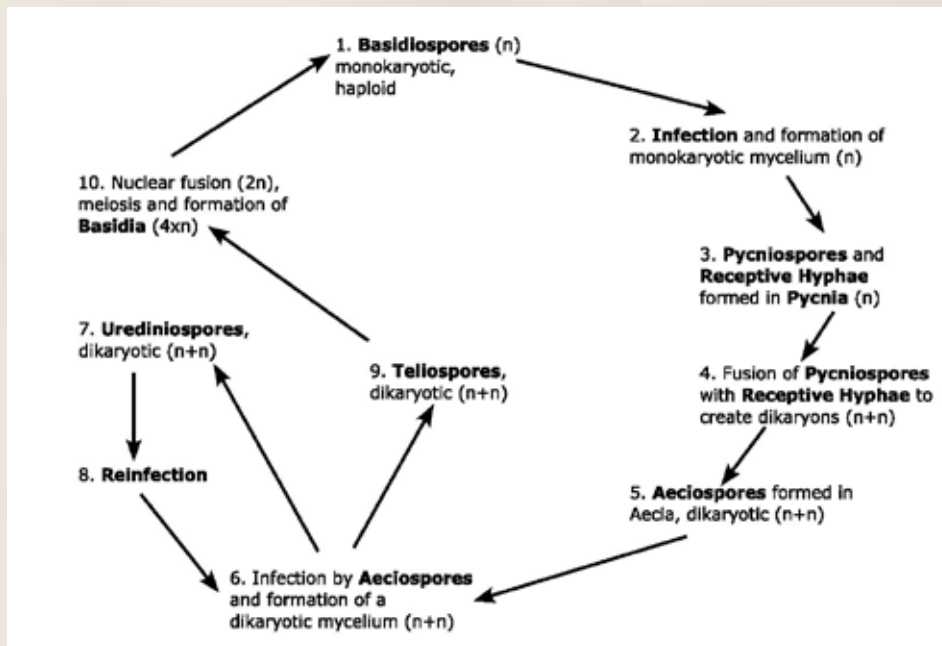 1. Basidiospores (n)
monokaryotic,
haploid
2. Infection and formation of
monokaryotic mycelium (n)
3. Pycniospores and
Receptive Hyphae
formed in Pycnia (n)
4. Fusion of Pycniospores
with Receptive Hyphae to
create dikaryons (n+n)
5. Aeciospores formed in
Aecia, dikaryotic (n+n)
6. Infection by Aeciospores
and formation of a
dikaryotic mycelium (n+n)
7. Urediniospores,
dikaryotic (n+n)
8. Reinfection
9. Teliospores,
dikaryotic (n+n)
10. Nuclear fusion (2n),
meiosis and formation of
Basidia (4xn)